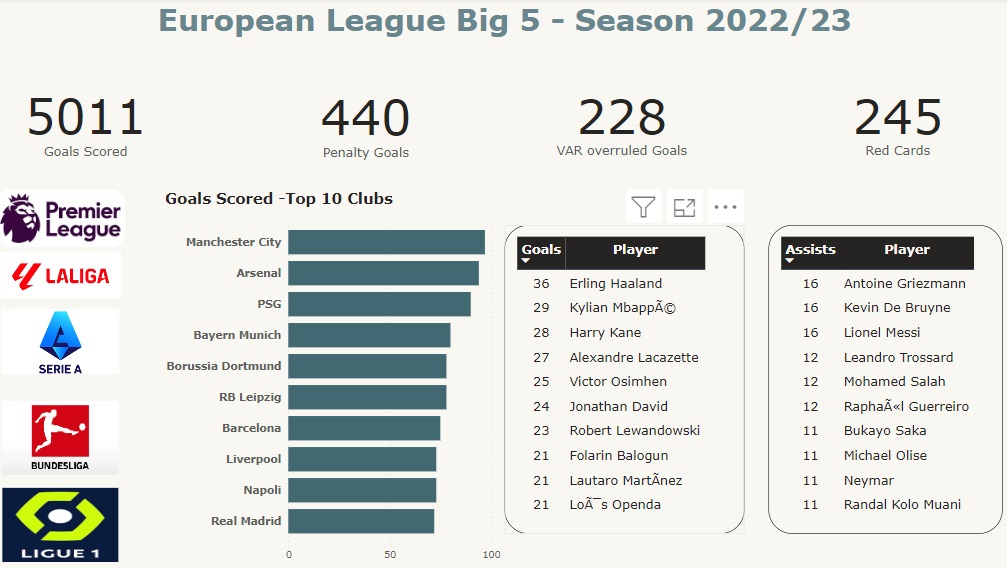 European League Big 5 - Season 2022/23
5011
Goals Scored
440
Penalty Goals
228
VAR overruled Goals
245
Red Cards
Premier
League
LALIGA
SERIE A
BUNDESLIGA
LIGUE 1
Goals Scored -Top 10 Clubs
Manchester City
Arsenal
PSG
Bayern Munich
Borussia Dortmund
RB Leipzig
Barcelona
Liverpool
Napoli
Real Madrid
0 50 100
Goals Player
36 Erling Haaland
29 Kylian MbappÃ©
28 Harry Kane
27 Alexandre Lacazette
25 Victor Osimhen
24 Jonathan David
23 Robert Lewandowski
21 Folarin Balogun
21 Lautaro MartÃnez
21 LoÃ¯s Openda
Assists Player
16 Antoine Griezmann
16 Kevin De Bruyne
16 Lionel Messi
12 Leandro Trossard
12 Mohamed Salah
12 RaphaÃ«l Guerreiro
11 Bukayo Saka
11 Michael Olise
11 Neymar
11 Randal Kolo Muani